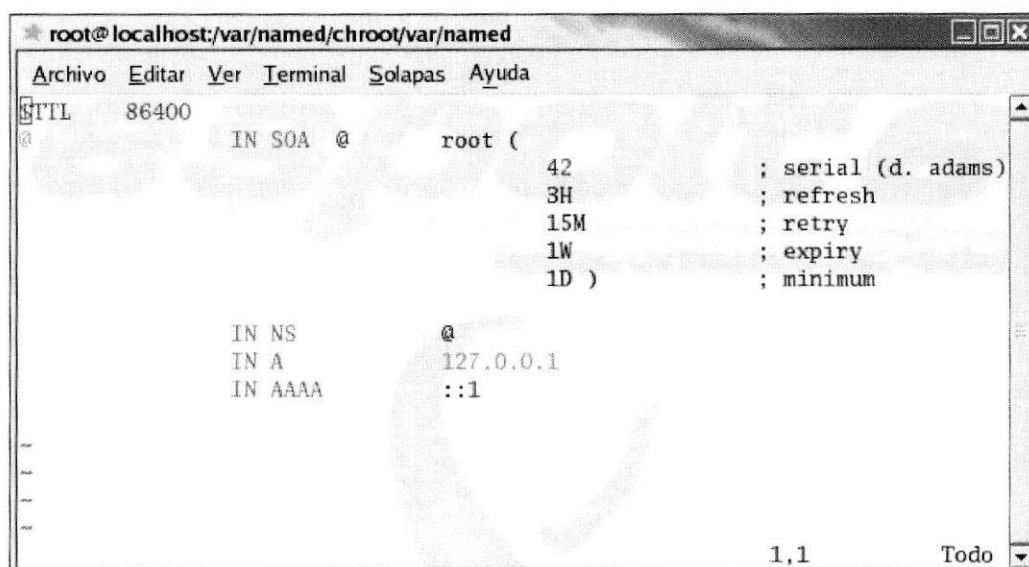 root@localhost:/var/named/chroot/var/named
Archivo Editar Ver Terminal Solapas Ayuda
$TTL 86400
@ IN SOA @ root (
42 ; serial (d. adams)
3H ; refresh
15M ; retry
1W ; expiry
1D ) ; minimum
IN NS @
IN A 127.0.0.1
IN AAAA ::1
~
~
~
~
1,1 Todo